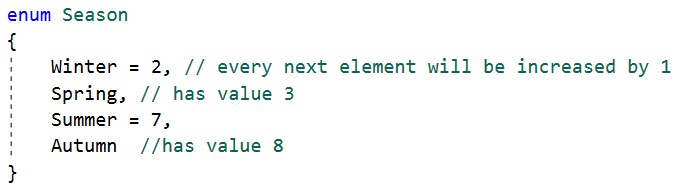 enum Season
{
Winter = 2, // every next element will be increased by 1
Spring, // has value 3
Summer = 7,
Autumn  //has value 8
}